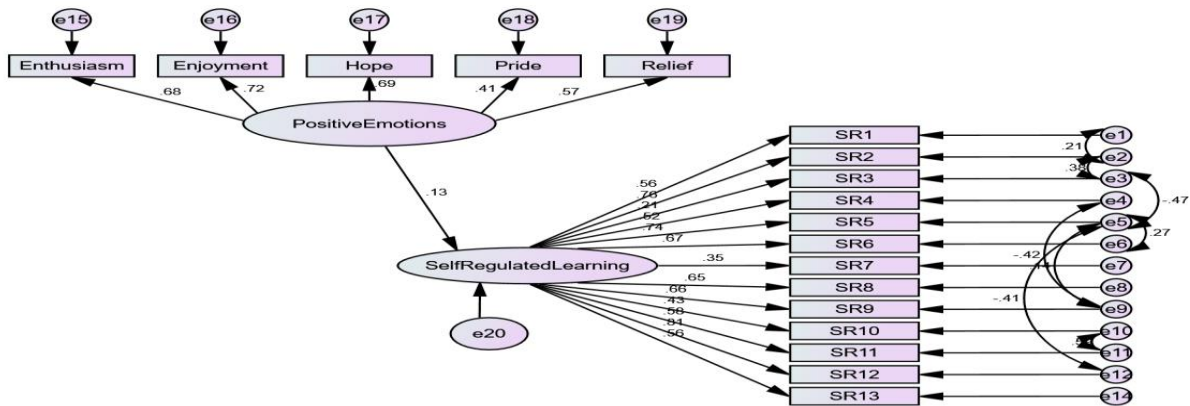 e15 e16 e17 e18 e19
Enthusiasm Enjoyment Hope Pride Relief
.68 .72 .69 .41 .57
PositiveEmotions
.13
SelfRegulatedLearning
e20
.56
.76
.21
.52
.74
.67
.35
.65
.66
.43
.58
.81
.56
SR1 e1
SR2 e2
SR3 e3
SR4 e4
SR5 e5
SR6 e6
SR7 e7
SR8 e8
SR9 e9
SR10 e10
SR11 e11
SR12 e12
SR13 e14
.21
.38
-.47
.27
-.42
-.41